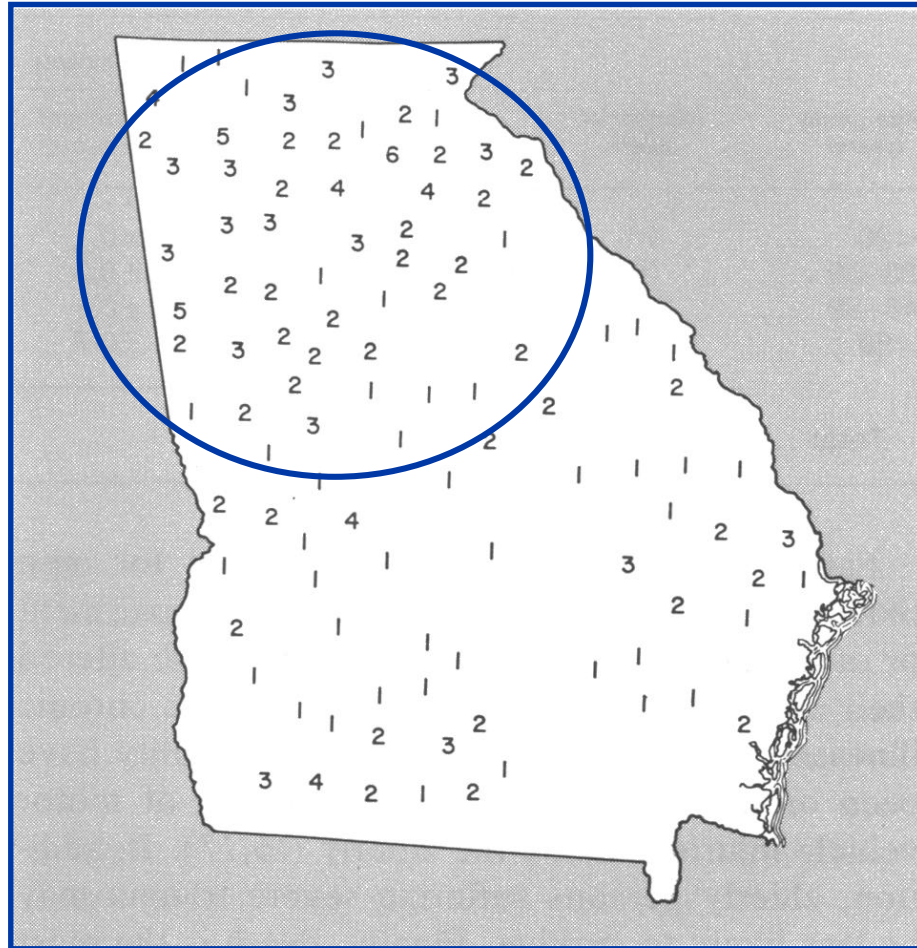 1 1 3 3
4 1 3
2 1
1
2 5 2 2
6 2 3
3 3 2
2 4 4 2
3 3 2
3 1
3 2 2
2 2 1 1 2
5 2
1 1
2 3 2 2 2 2 1
2 1 1 1 2
1 2 3 2
1 1 2
1 1 1 1 1 1
2 2 4 1
1 2 3
1 1 1 3
1 2 1
2 1
2 1 1
1 1 1
1 1 1 1 1
1 1 2 2
2 3
1
3 4 2 1 2